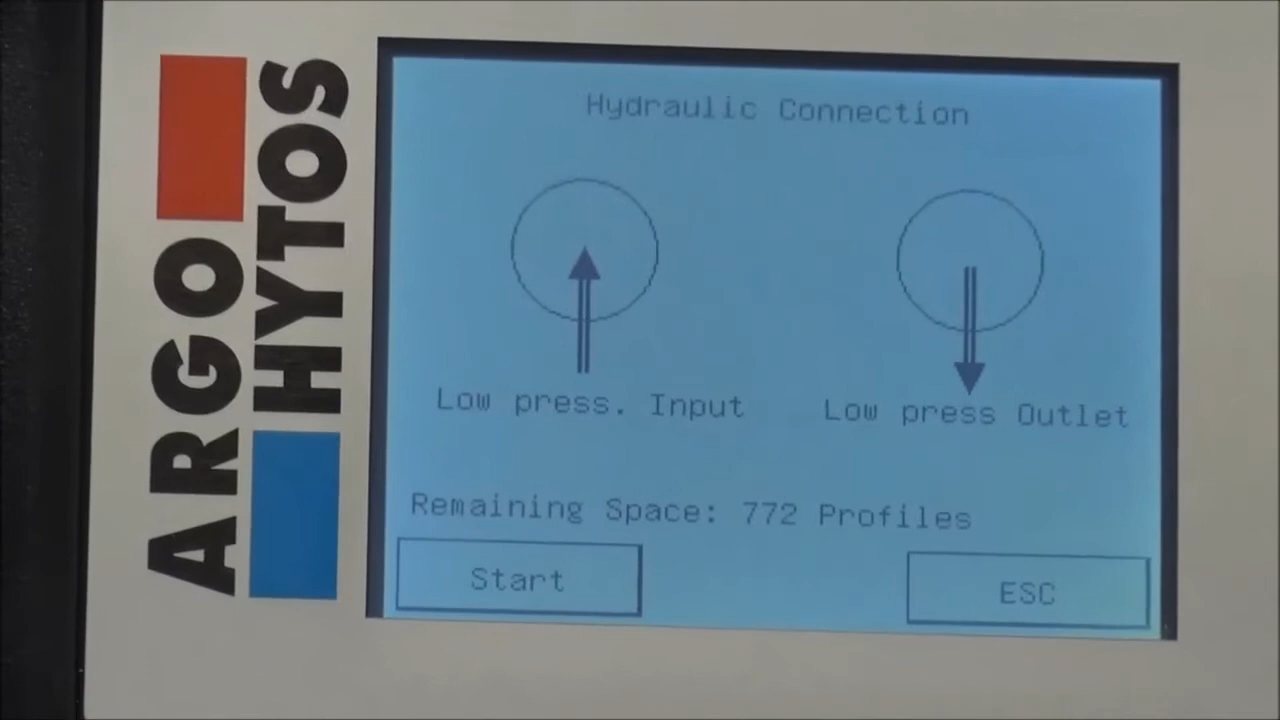 ARGO
HYTOS
Hydraulic Connection
Low press. Input
Low press Outlet
Remaining Space: 772 Profiles
Start
ESC